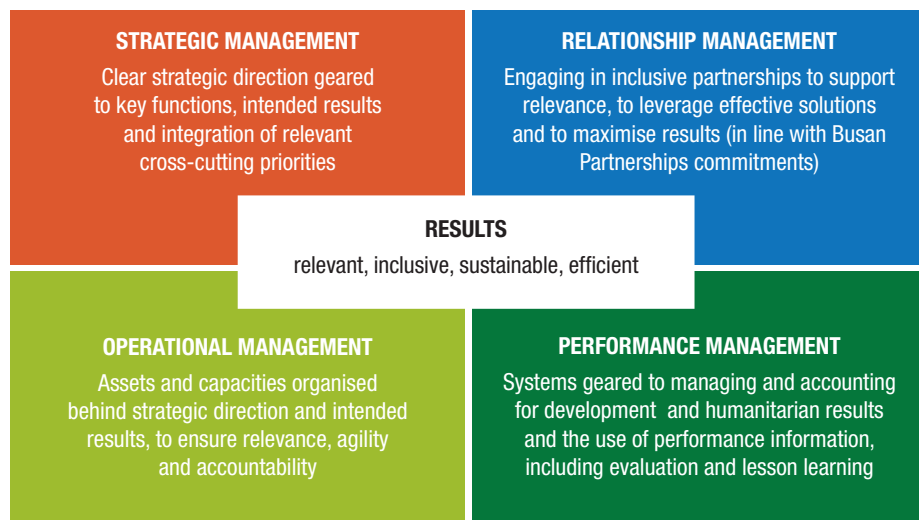 STRATEGIC MANAGEMENT
Clear strategic direction geared
to key functions, intended results
and integration of relevant
cross-cutting priorities
RELATIONSHIP MANAGEMENT
Engaging in inclusive partnerships to support
relevance, to leverage effective solutions
and to maximise results (in line with Busan
Partnerships commitments)
RESULTS
relevant, inclusive, sustainable, efficient
OPERATIONAL MANAGEMENT
Assets and capacities organised
behind strategic direction and intended
results, to ensure relevance, agility
and accountability
PERFORMANCE MANAGEMENT
Systems geared to managing and accounting
for development and humanitarian results
and the use of performance information,
including evaluation and lesson learning